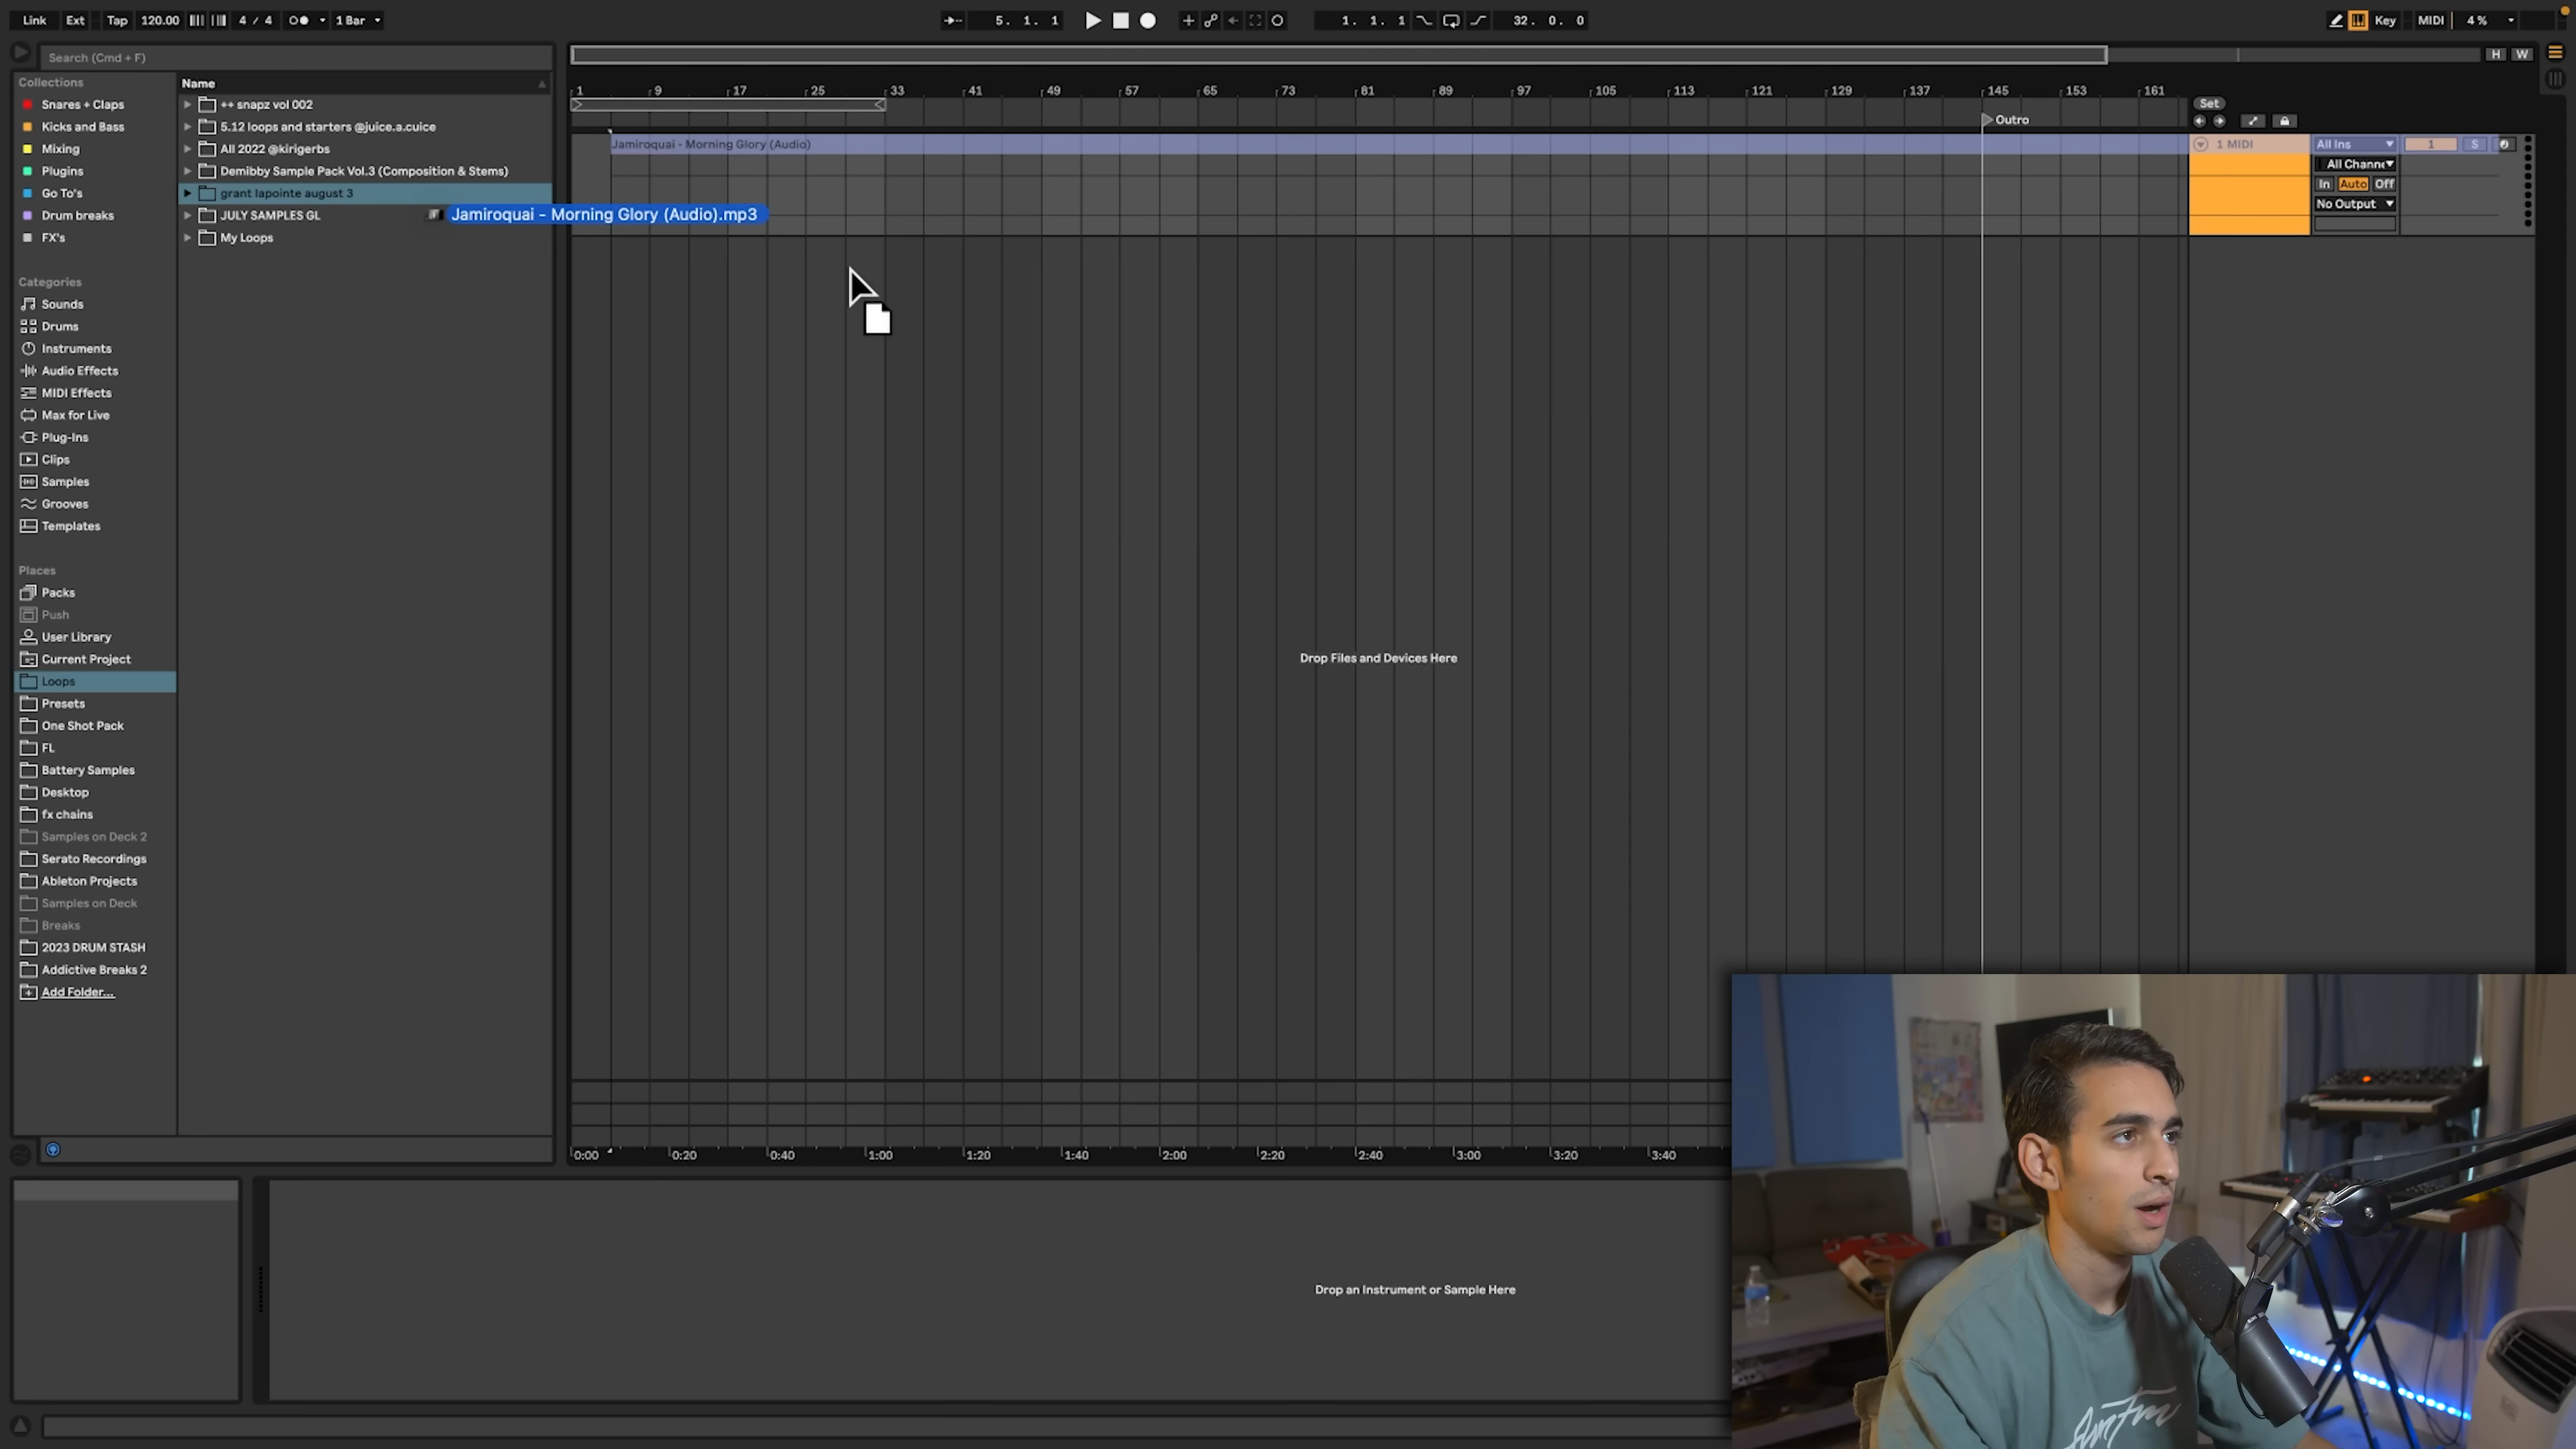 Link Ext Tap 120.00 4 / 4 1 Bar
5. 1. 1
1. 1. 1 32. 0. 0
Key MIDI 4 %
Search (Cmd + F)
H W
Collections
Snares + Claps
Kicks and Bass
Mixing
Plugins
Go To's
Drum breaks
FX's
Categories
Sounds
Drums
Instruments
Audio Effects
MIDI Effects
Max for Live
Plug-Ins
Clips
Samples
Grooves
Templates
Places
Packs
Push
User Library
Current Project
Loops
Presets
One Shot Pack
FL
Battery Samples
Desktop
fx chains
Samples on Deck 2
Serato Recordings
Ableton Projects
Samples on Deck
Breaks
2023 DRUM STASH
Addictive Breaks 2
Add Folder...
Name
++ snapz vol 002
5.12 loops and starters @juice.a.cuice
All 2022 @kirigerbs
Demibby Sample Pack Vol.3 (Composition & Stems)
grant lapointe august 3
JULY SAMPLES GL
My Loops
Jamiroquai - Morning Glory (Audio).mp3
1 9 17 25 33 41 49 57 65 73 81 89 97 105 113 121 129 137 145 153 161
Set
Outro
Jamiroquai - Morning Glory (Audio)
1 MIDI
All Ins
1 S
All Channe
In Auto Off
No Output
Drop Files and Devices Here
0:00 0:20 0:40 1:00 1:20 1:40 2:00 2:20 2:40 3:00 3:20 3:40
Drop an Instrument or Sample Here